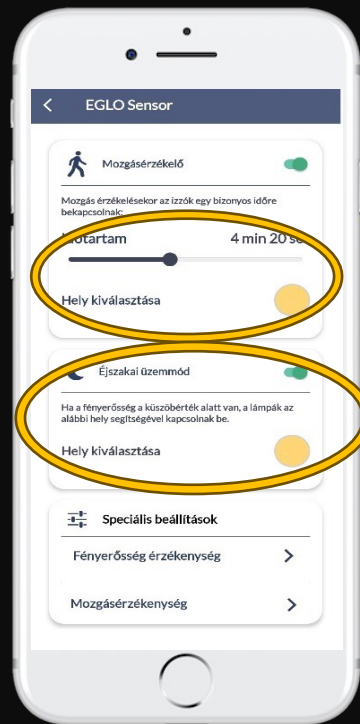 EGLO Sensor
Mozgásérzékelő
Mozgás érzékelésekor az izzók egy bizonyos időre
bekapcsolnak:
4 min 20
Hely kiválasztása
Éjszakai üzemmód
Ha a fényerősség a küszöbérték alatt van, a lámpák az
alábbi hely segítségével kapcsolnak be.
Hely kiválasztása
Speciális beállítások
Fényerősség érzékenység
Mozgásérzékenység